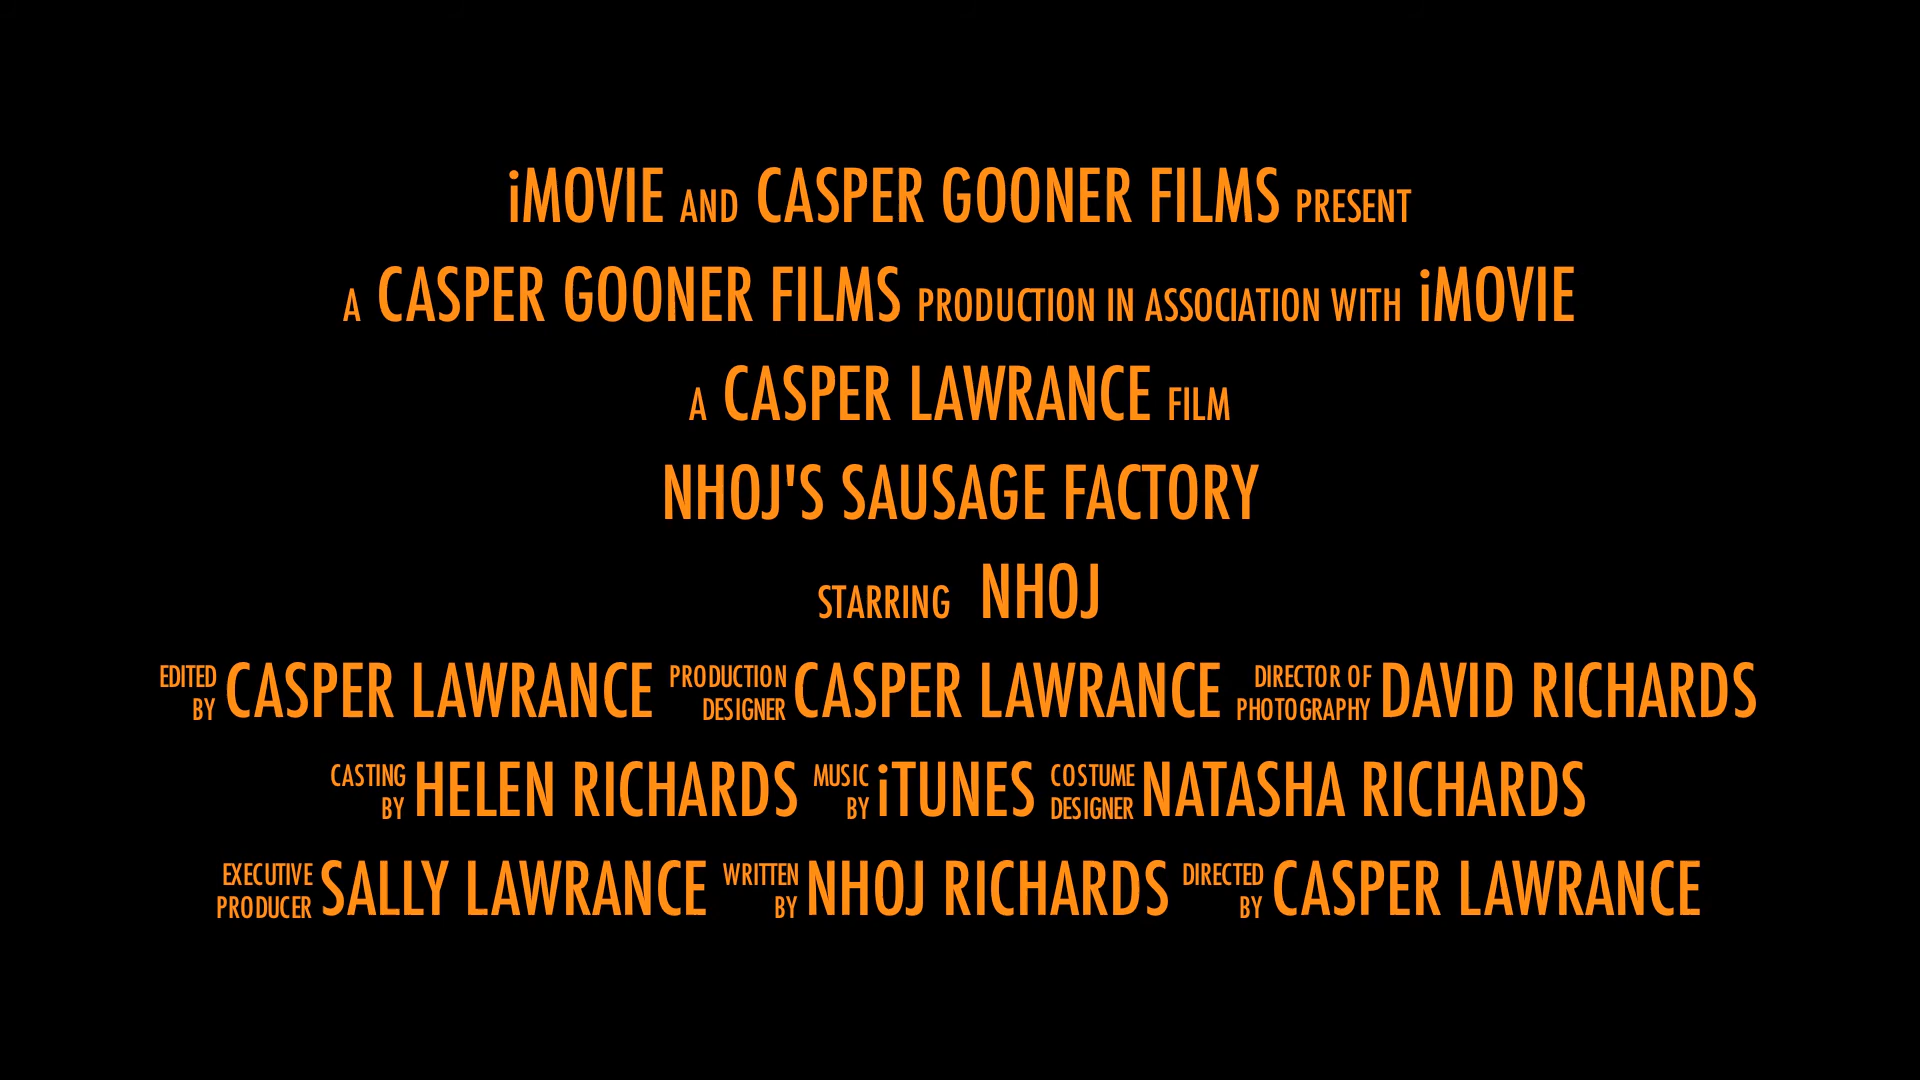 iMOVIE AND CASPER GOONER FILMS PRESENT
A CASPER GOONER FILMS PRODUCTION IN ASSOCIATION WITH iMOVIE
A CASPER LAWRANCE FILM
NHOJ'S SAUSAGE FACTORY
STARRING NHOJ
EDITED BY CASPER LAWRANCE PRODUCTION DESIGNER CASPER LAWRANCE DIRECTOR OF PHOTOGRAPHY DAVID RICHARDS
CASTING BY HELEN RICHARDS MUSIC BY iTUNES COSTUME DESIGNER NATASHA RICHARDS
EXECUTIVE PRODUCER SALLY LAWRANCE WRITTEN BY NHOJ RICHARDS DIRECTED BY CASPER LAWRANCE